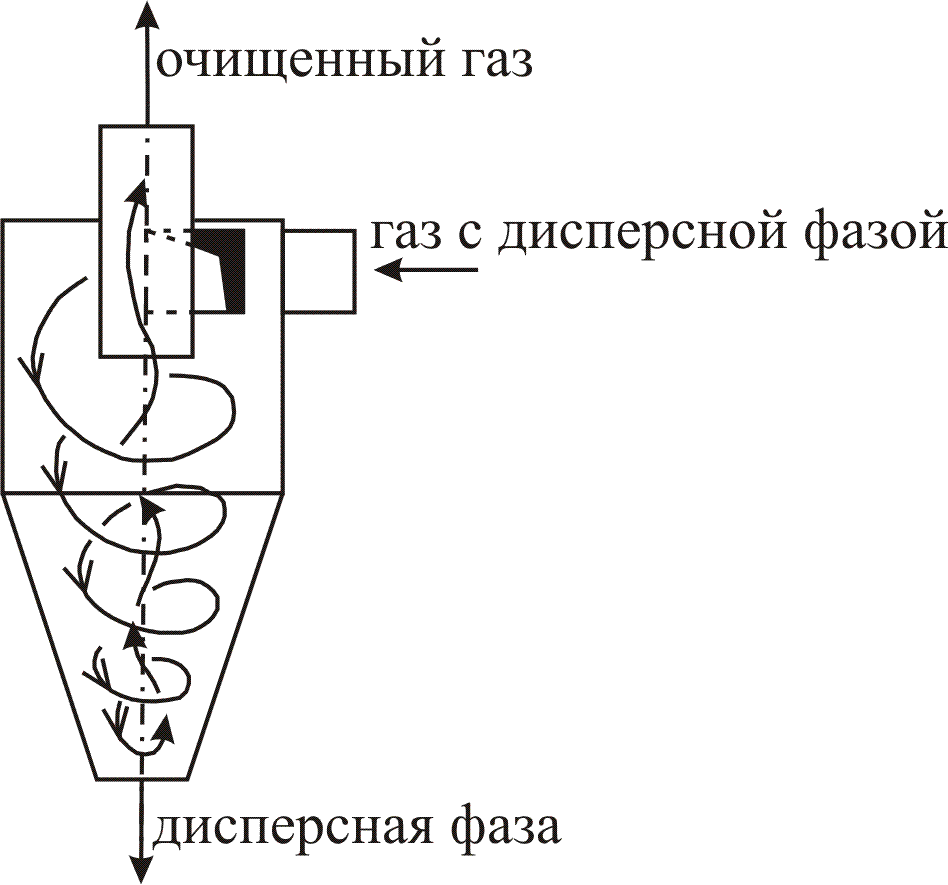 очищенный газ
газ с дисперсной фазой
дисперсная фаза